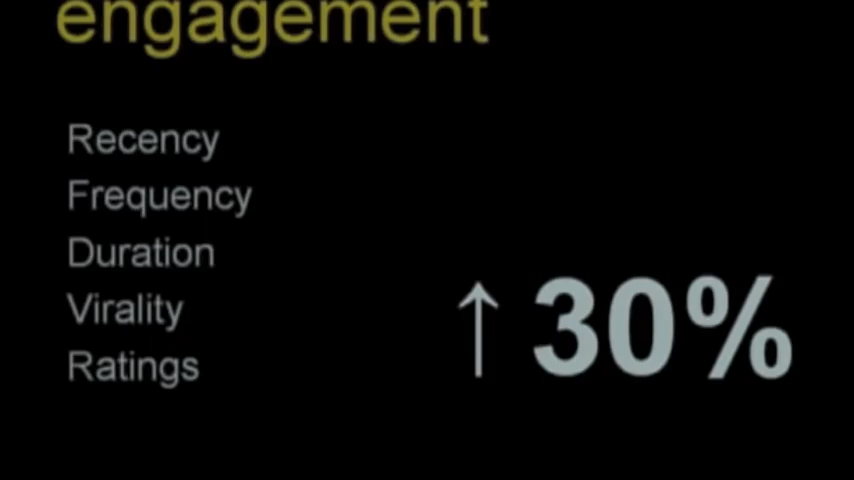 engagement
Recency
Frequency
Duration
Virality
Ratings
↑ 30%